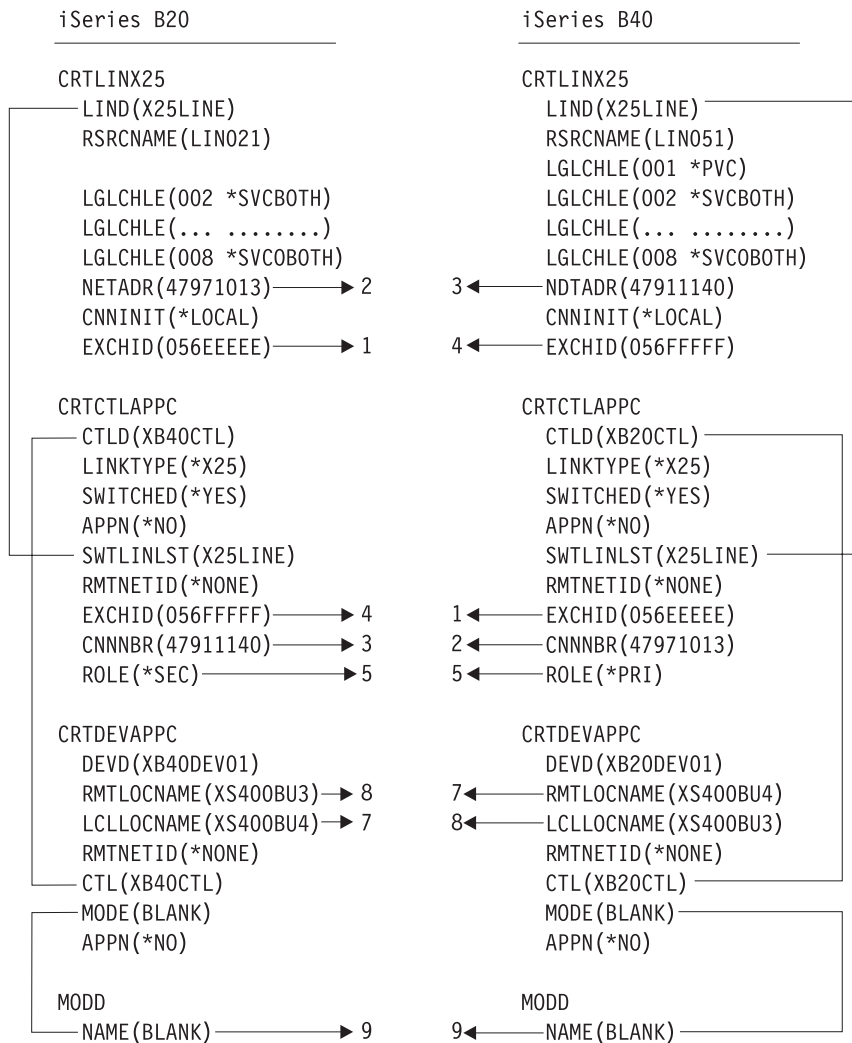 iSeries B20
CRTLINX25
LIND(X25LINE)
RSRCNAME(LIN021)
LGLCHLE(002 *SVCBOTH)
LGLCHLE(... ........)
LGLCHLE(008 *SVCOBOTH)
NETADR(47971013) 2
CNNINIT(*LOCAL)
EXCHID(056EEEEE) 1
CRTCTLAPPC
CTLD(XB40CTL)
LINKTYPE(*X25)
SWITCHED(*YES)
APPN(*NO)
SWTLINLST(X25LINE)
RMTNETID(*NONE)
EXCHID(056FFFFF) 4
CNNNBR(47911140) 3
ROLE(*SEC) 5
CRTDEVAPPC
DEVD(XB40DEV01)
RMTLOCNAME(XS400BU3) 8
LCLLOCNAME(XS400BU4) 7
RMTNETID(*NONE)
CTL(XB40CTL)
MODE(BLANK)
APPN(*NO)
MODD
NAME(BLANK) 9
iSeries B40
CRTLINX25
LIND(X25LINE)
RSRCNAME(LIN051)
LGLCHLE(001 *PVC)
LGLCHLE(002 *SVCBOTH)
LGLCHLE(... ........)
LGLCHLE(008 *SVCOBOTH)
3 NDTADR(47911140)
CNNINIT(*LOCAL)
4 EXCHID(056FFFFF)
CRTCTLAPPC
CTLD(XB20CTL)
LINKTYPE(*X25)
SWITCHED(*YES)
APPN(*NO)
SWTLINLST(X25LINE)
RMTNETID(*NONE)
1 EXCHID(056EEEEE)
2 CNNNBR(47971013)
5 ROLE(*PRI)
CRTDEVAPPC
DEVD(XB20DEV01)
7 RMTLOCNAME(XS400BU4)
8 LCLLOCNAME(XS400BU3)
RMTNETID(*NONE)
CTL(XB20CTL)
MODE(BLANK)
APPN(*NO)
MODD
9 NAME(BLANK)